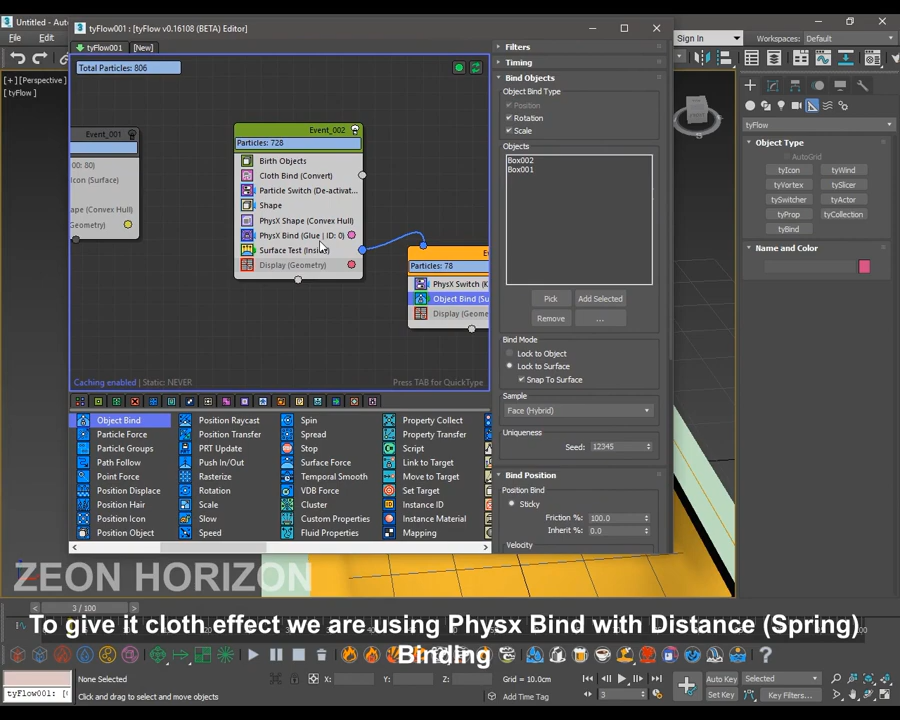 Untitled - Au
tyFlow001: [tyFlow v0.16108 (BETA) Editor]
File
Edit
Sign In
Workspaces: Default
[+] [Perspective]
[ tyFlow ]
tyFlow001
[New]
Total Particles: 806
Event_001
00: 80)
Icon (Surface)
ape (Convex Hull)
Geometry)
Event_002
Particles: 728
Birth Objects
Cloth Bind (Convert)
Particle Switch (De-activat...
Shape
PhysX Shape (Convex Hull)
PhysX Bind (Glue | ID: 0)
Surface Test (Inside)
Display (Geometry)
Particles: 78
PhysX Switch (K
Object Bind (Su
Display (Geome
Caching enabled | Static: NEVER
Press TAB for QuickType
Object Bind
Particle Force
Particle Groups
Path Follow
Point Force
Position Displace
Position Hair
Position Icon
Position Object
Position Raycast
Position Transfer
PRT Update
Push In/Out
Rasterize
Rotation
Scale
Slow
Speed
Spin
Spread
Stop
Surface Force
Temporal Smooth
VDB Force
Cluster
Custom Properties
Fluid Properties
Property Collect
Property Transfer
Script
Link to Target
Move to Target
Set Target
Instance ID
Instance Material
Mapping
Filters
Timing
Bind Objects
Object Bind Type
Position
Rotation
Scale
Objects
Box002
Box001
Pick
Add Selected
Remove
...
Bind Mode
Lock to Object
Lock to Surface
Snap To Surface
Sample
Face (Hybrid)
Uniqueness
Seed: 12345
Bind Position
Position Bind
Sticky
Friction %: 100.0
Inherit %: 0.0
Velocity
FRONT
tyFlow
Object Type
AutoGrid
tyIcon
tyWind
tyVortex
tySlicer
tySwitcher
tyActor
tyProp
tyCollection
tyBind
Name and Color
ZEON HORIZON
3 / 100
To give it cloth effect we are using Physx Bind with Distance (Spring)
Binding
tyFlow001: [
None Selected
Click and drag to select and move objects
X:
Y:
Z:
Grid = 10.0cm
Add Time Tag
3
Auto Key
Selected
Set Key
Key Filters...